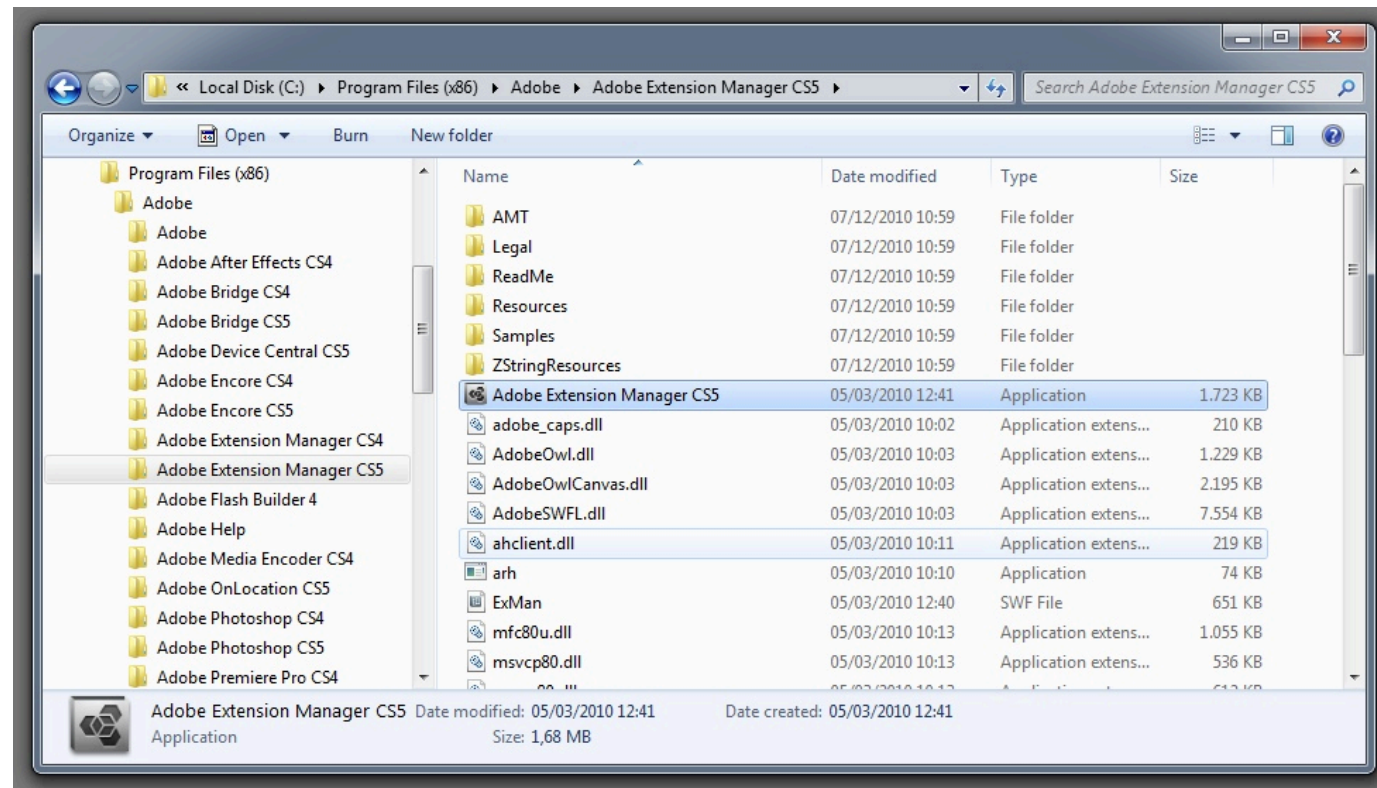 « Local Disk (C:) ▸ Program Files (x86) ▸ Adobe ▸ Adobe Extension Manager CS5 ▸ Search Adobe Extension Manager CS5
Organize Open Burn New folder
Program Files (x86)
Adobe
Adobe
Adobe After Effects CS4
Adobe Bridge CS4
Adobe Bridge CS5
Adobe Device Central CS5
Adobe Encore CS4
Adobe Encore CS5
Adobe Extension Manager CS4
Adobe Extension Manager CS5
Adobe Flash Builder 4
Adobe Help
Adobe Media Encoder CS4
Adobe OnLocation CS5
Adobe Photoshop CS4
Adobe Photoshop CS5
Adobe Premiere Pro CS4
Name Date modified Type Size
AMT 07/12/2010 10:59 File folder
Legal 07/12/2010 10:59 File folder
ReadMe 07/12/2010 10:59 File folder
Resources 07/12/2010 10:59 File folder
Samples 07/12/2010 10:59 File folder
ZStringResources 07/12/2010 10:59 File folder
Adobe Extension Manager CS5 05/03/2010 12:41 Application 1.723 KB
adobe_caps.dll 05/03/2010 10:02 Application extens... 210 KB
AdobeOwl.dll 05/03/2010 10:03 Application extens... 1.229 KB
AdobeOwlCanvas.dll 05/03/2010 10:03 Application extens... 2.195 KB
AdobeSWFL.dll 05/03/2010 10:03 Application extens... 7.554 KB
ahclient.dll 05/03/2010 10:11 Application extens... 219 KB
arh 05/03/2010 10:10 Application 74 KB
ExMan 05/03/2010 12:40 SWF File 651 KB
mfc80u.dll 05/03/2010 10:13 Application extens... 1.055 KB
msvcp80.dll 05/03/2010 10:13 Application extens... 536 KB
Adobe Extension Manager CS5 Date modified: 05/03/2010 12:41 Date created: 05/03/2010 12:41
Application Size: 1,68 MB